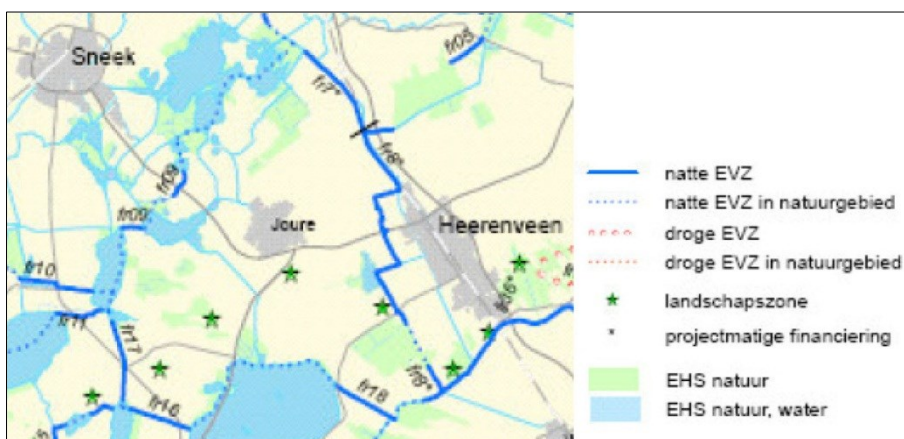 Sneek
fr05
fr7*
fr8*
fr09
Joure
Heerenveen
fr09
fr10
fr11
fr17
fr16
fr18
fr9*
natte EVZ
natte EVZ in natuurgebied
droge EVZ
droge EVZ in natuurgebied
landschapszone
* projectmatige financiering
EHS natuur
EHS natuur, water